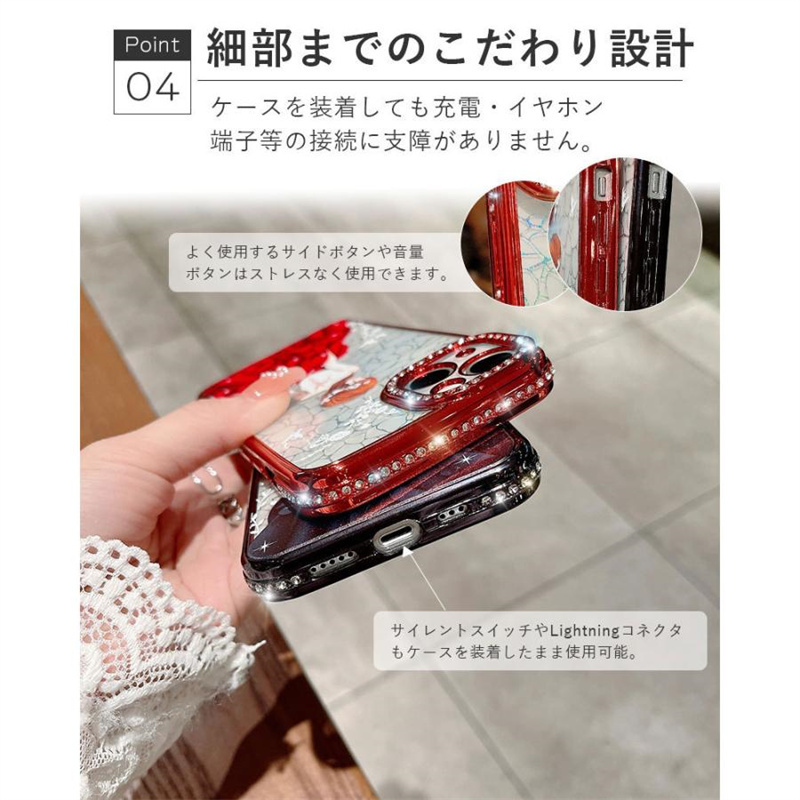 Point
04
細部までのこだわり設計
ケースを装着しても充電・イヤホン
端子等の接続に支障がありません。
よく使用するサイドボタンや音量
ボタンはストレスなく使用できます。
サイレントスイッチやLightningコネクタ
もケースを装着したまま使用可能。